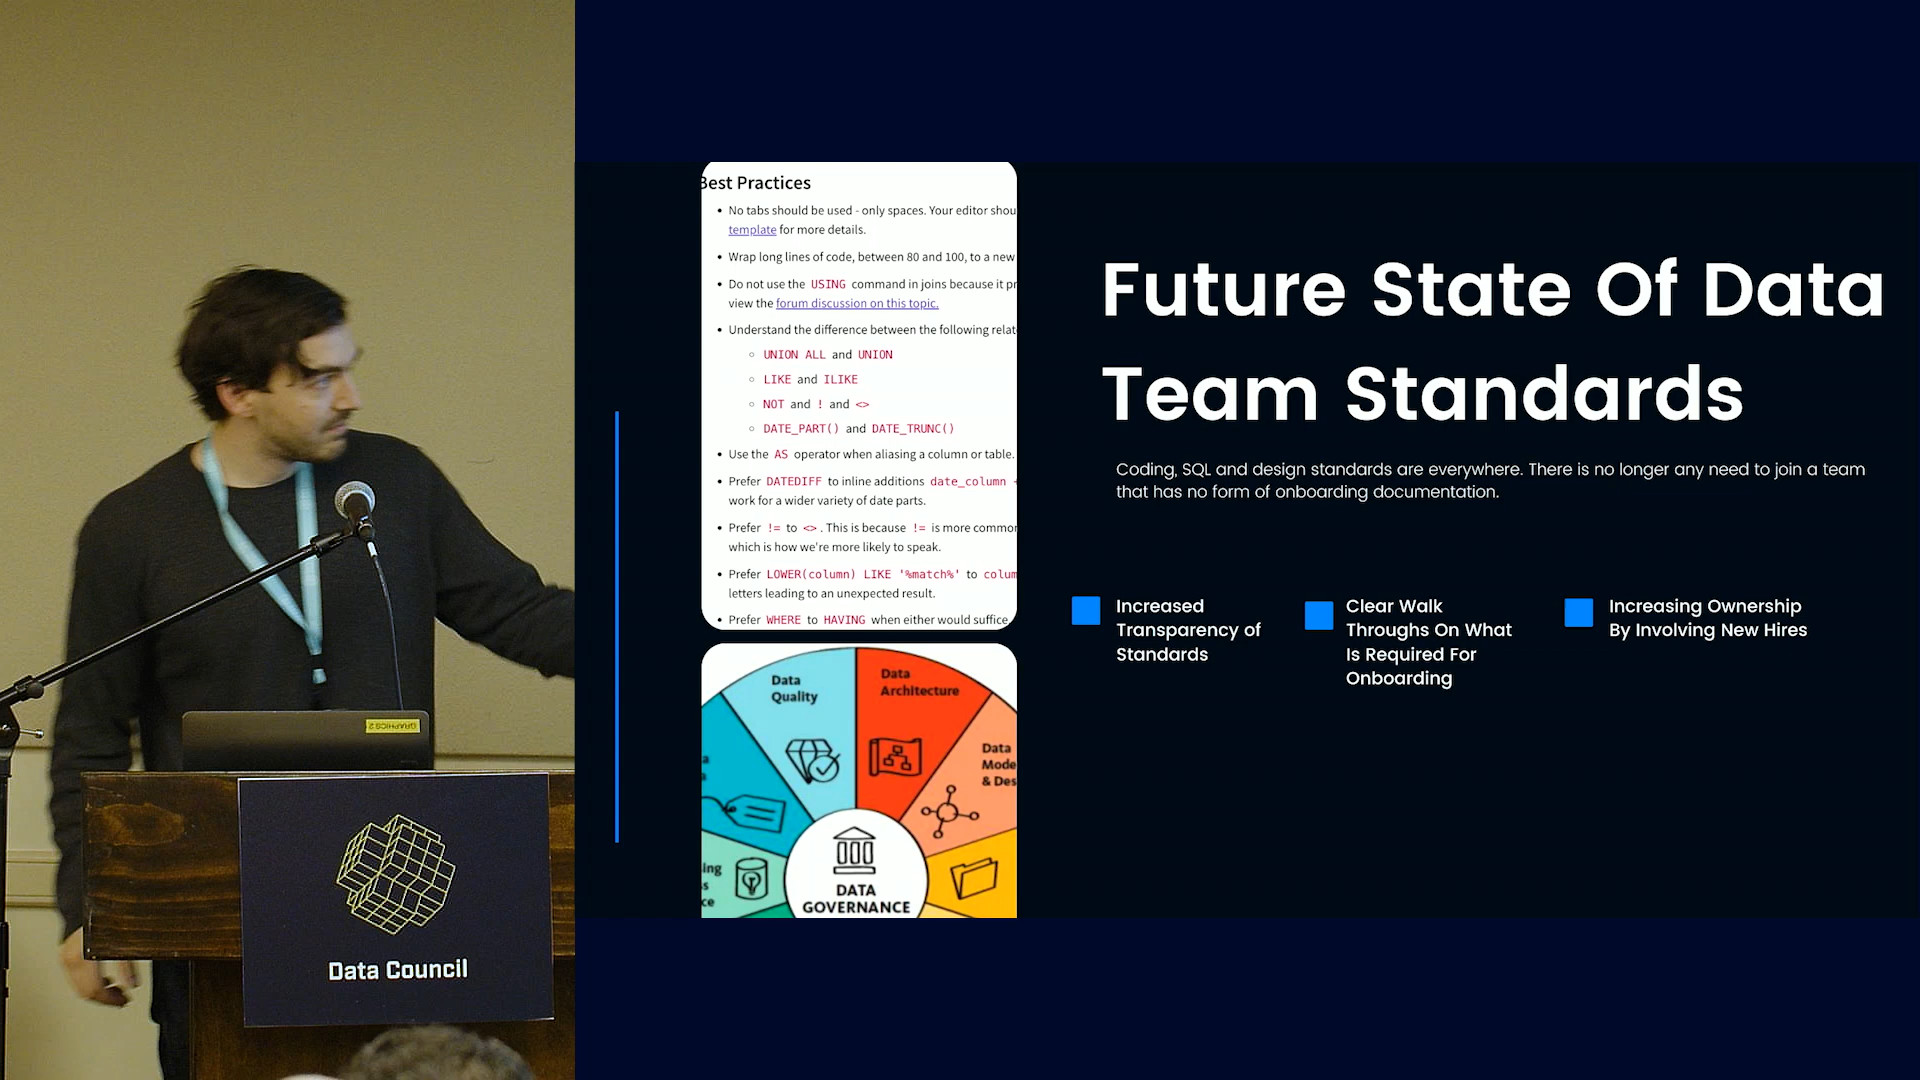 GRAPHICS 2
Data Council
Best Practices
No tabs should be used - only spaces. Your editor shou
template for more details.
Wrap long lines of code, between 80 and 100, to a new
Do not use the USING command in joins because it pr
view the forum discussion on this topic.
Understand the difference between the following relat
UNION ALL and UNION
LIKE and ILIKE
NOT and ! and <>
DATE_PART() and DATE_TRUNC()
Use the AS operator when aliasing a column or table.
Prefer DATEDIFF to inline additions date_column +
work for a wider variety of date parts.
Prefer != to <>. This is because != is more common
which is how we're more likely to speak.
Prefer LOWER(column) LIKE '%match%' to colum
letters leading to an unexpected result.
Prefer WHERE to HAVING when either would suffice.
Data
Quality
Data
Architecture
Data
Mode
& Des
ing
s
ce
DATA
GOVERNANCE
Future State Of Data
Team Standards
Coding, SQL and design standards are everywhere. There is no longer any need to join a team
that has no form of onboarding documentation.
Increased
Transparency of
Standards
Clear Walk
Throughs On What
Is Required For
Onboarding
Increasing Ownership
By Involving New Hires